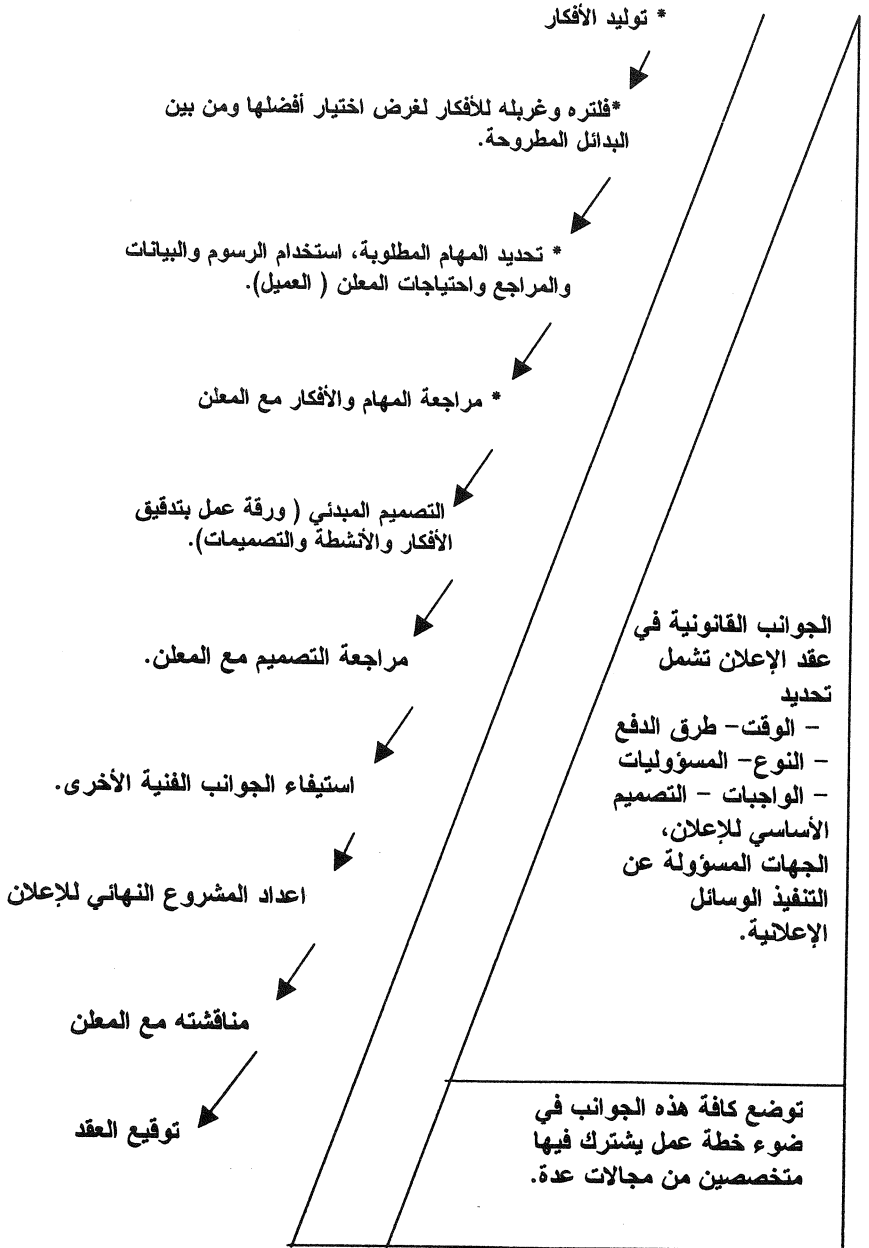 * توليد الأفكار
*فلتره وغربله للأفكار لغرض اختيار أفضلها ومن بين
البدائل المطروحة.
* تحديد المهام المطلوبة، استخدام الرسوم والبيانات
والمراجع واحتياجات المعلن ( العميل).
* مراجعة المهام والأفكار مع المعلن
التصميم المبدئي ( ورقة عمل بتدقيق
الأفكار والأنشطة والتصميمات).
مراجعة التصميم مع المعلن.
استيفاء الجوانب الفنية الأخرى.
اعداد المشروع النهائي للإعلان
مناقشته مع المعلن
توقيع العقد
الجوانب القانونية في
عقد الإعلان تشمل
تحديد
– الوقت– طرق الدفع
– النوع– المسؤوليات
– الواجبات – التصميم
الأساسي للإعلان،
الجهات المسؤولة عن
التنفيذ الوسائل
الإعلانية.
توضع كافة هذه الجوانب في
ضوء خطة عمل يشترك فيها
متخصصين من مجالات عدة.